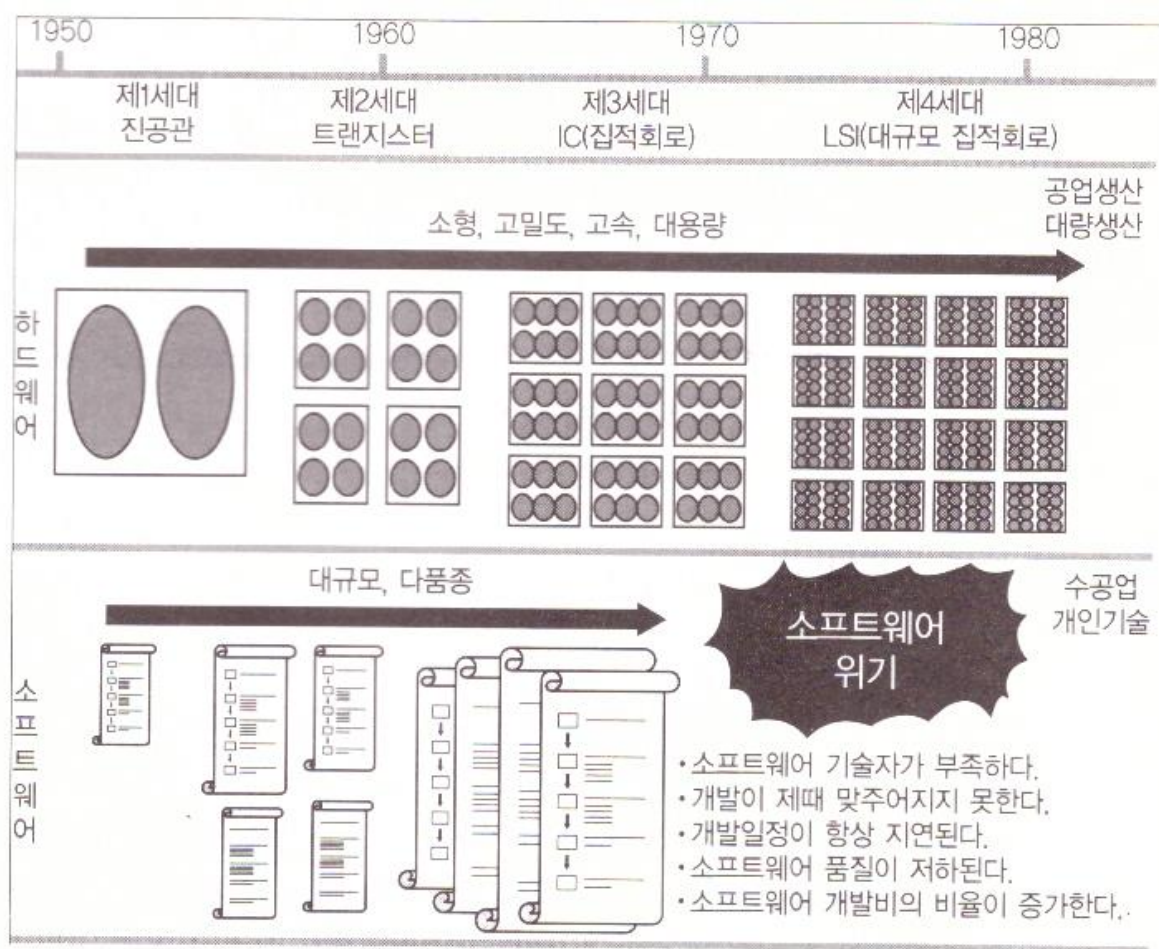 1950 1960 1970 1980
제1세대
진공관
제2세대
트랜지스터
제3세대
IC(집적회로)
제4세대
LSI(대규모 집적회로)
하드웨어
소형, 고밀도, 고속, 대용량
공업생산
대량생산
소프트웨어
대규모, 다품종
소프트웨어
위기
수공업
개인기술
·소프트웨어 기술자가 부족하다.
·개발이 제때 맞추어지지 못한다.
·개발일정이 항상 지연된다.
·소프트웨어 품질이 저하된다.
·소프트웨어 개발비의 비율이 증가한다.